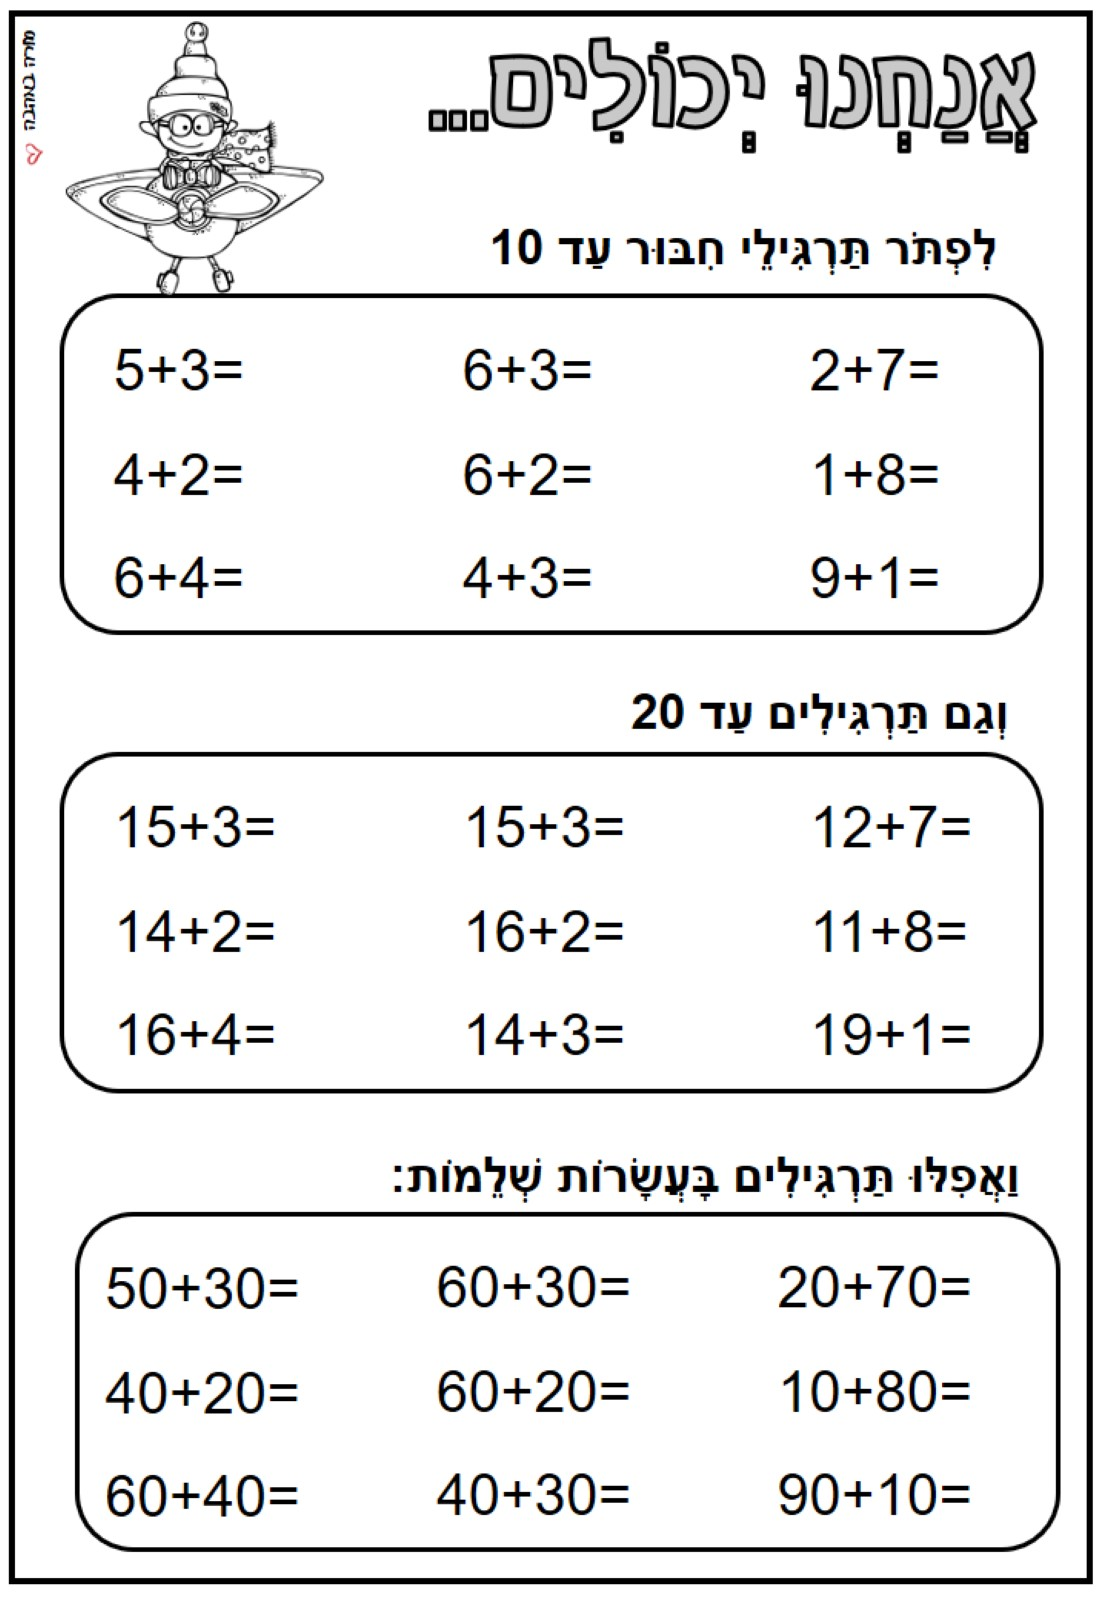 אֲנַחְנוּ יְכוֹלִים...
מורה באהבה
לִפְתֹּר תַּרְגִּילֵי חִבּוּר עַד 10
5+3= 6+3= 2+7=
4+2= 6+2= 1+8=
6+4= 4+3= 9+1=
וְגַם תַּרְגִּילִים עַד 20
15+3= 15+3= 12+7=
14+2= 16+2= 11+8=
16+4= 14+3= 19+1=
וַאֲפִלּוּ תַּרְגִּילִים בָּעֲשָׂרוֹת שְׁלֵמוֹת:
50+30= 60+30= 20+70=
40+20= 60+20= 10+80=
60+40= 40+30= 90+10=